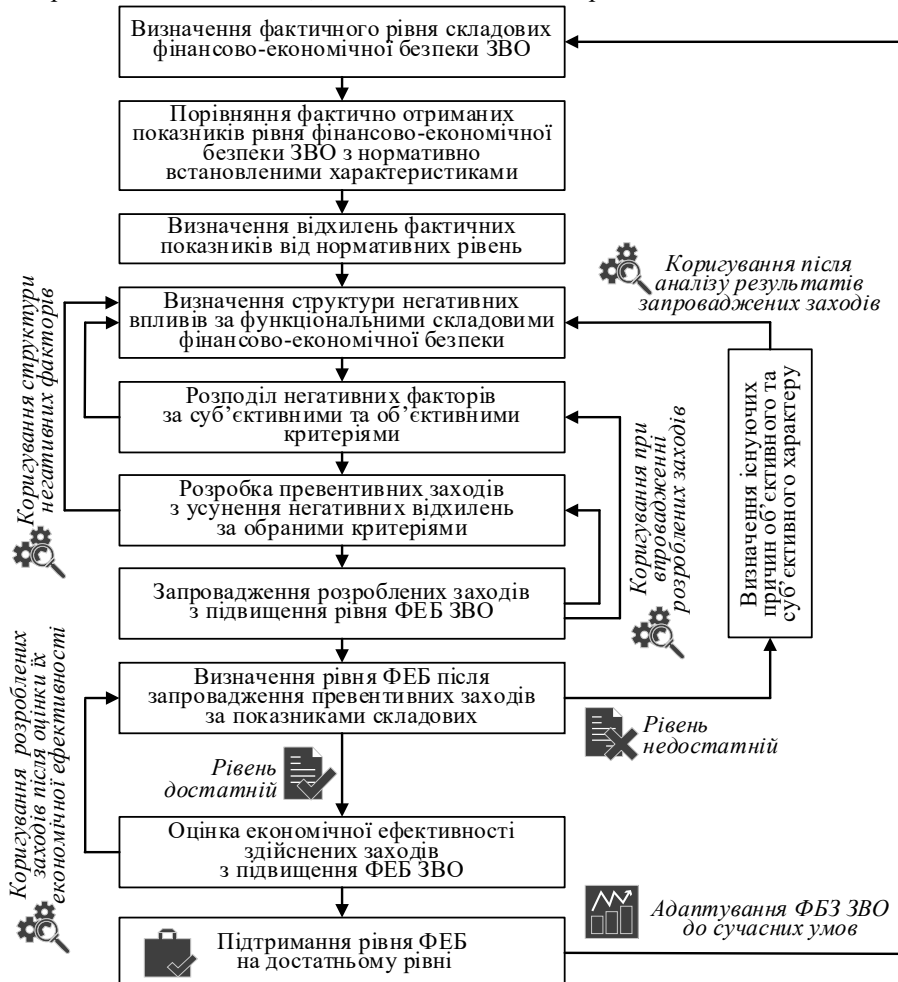 Визначення фактичного рівня складових
фінансово-економічної безпеки ЗВО
Порівняння фактично отриманих
показників рівня фінансово-економічної
безпеки ЗВО з нормативно
встановленими характеристиками
Визначення відхилень фактичних
показників від нормативних рівень
Коригування після
аналізу результатів
запроваджених заходів
Визначення структури негативних
впливів за функціональними складовими
фінансово-економічної безпеки
Коригування структури
негативних факторів
Розподіл негативних факторів
за суб’єктивними та об’єктивними
критеріями
Розробка превентивних заходів
з усунення негативних відхилень
за обраними критеріями
Коригування при
впровадженні
розроблених заходів
Визначення існуючих
причин об’єктивного та
суб’єктивного характеру
Запровадження розроблених заходів
з підвищення рівня ФЕБ ЗВО
Визначення рівня ФЕБ після
запровадження превентивних заходів
за показниками складових
Рівень
недостатній
Рівень
достатній
Коригування розроблених
заходів після оцінки їх
економічної ефективності
Оцінка економічної ефективності
здійснених заходів
з підвищення ФЕБ ЗВО
Підтримання рівня ФЕБ
на достатньому рівні
Адаптування ФБЗ ЗВО
до сучасних умов